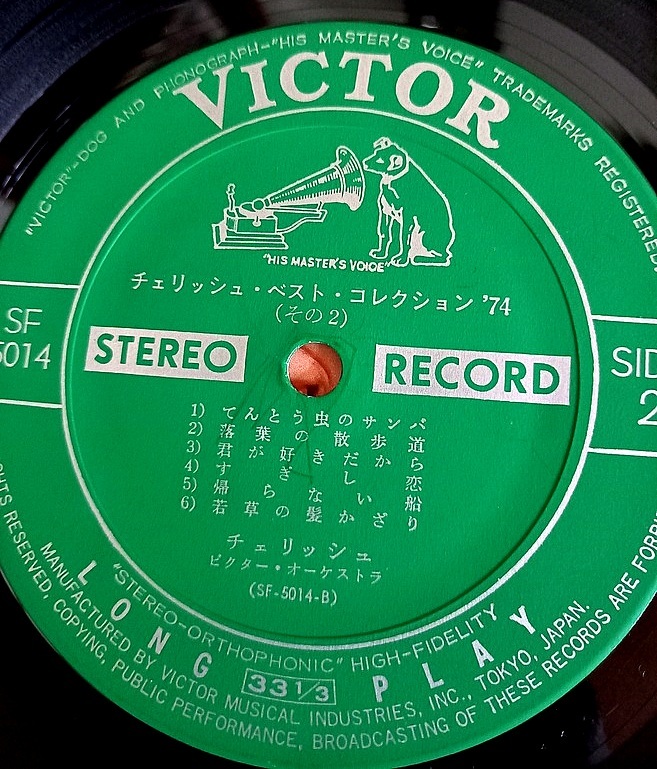 "VICTOR"-DOG AND PHONOGRAPH-"HIS MASTER'S VOICE" TRADEMARKS REGISTERED.
VICTOR
"HIS MASTER'S VOICE"
チェリッシュ・ベスト・コレクション '74
(その2)
SF
5014
STEREO
RECORD
SID
2
1) てんとう虫のサンバ
2) 落葉の散歩道
3) 君が好きだから
4) すぎし恋
5) 帰らない船
6) 若草の髪かざり
チェリッシュ
ビクター・オーケストラ
(SF-5014-B)
"STEREO-ORTHOPHONIC" HIGH-FIDELITY
LONG PLAY
33 1/3
MANUFACTURED BY VICTOR MUSICAL INDUSTRIES, INC., TOKYO, JAPAN.
RESERVED, COPYING, PUBLIC PERFORMANCE, BROADCASTING OF THESE RECORDS ARE